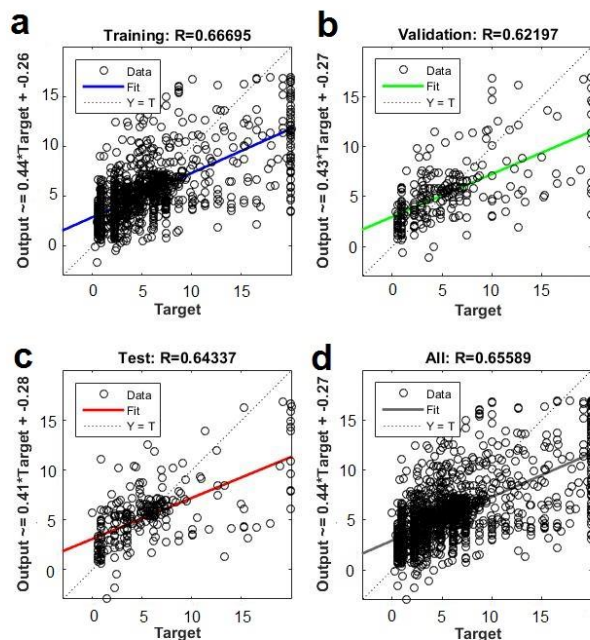 a
Training: R=0.66695
Output ~= 0.44*Target + -0.26
Data
Fit
Y = T
15
10
5
0
0 5 10 15
Target
b
Validation: R=0.62197
Output ~= 0.43*Target + -0.27
Data
Fit
Y = T
15
10
5
0
0 5 10 15
Target
c
Test: R=0.64337
Output ~= 0.41*Target + -0.28
Data
Fit
Y = T
15
10
5
0
0 5 10 15
Target
d
All: R=0.65589
Output ~= 0.44*Target + -0.27
Data
Fit
Y = T
15
10
5
0
0 5 10 15
Target